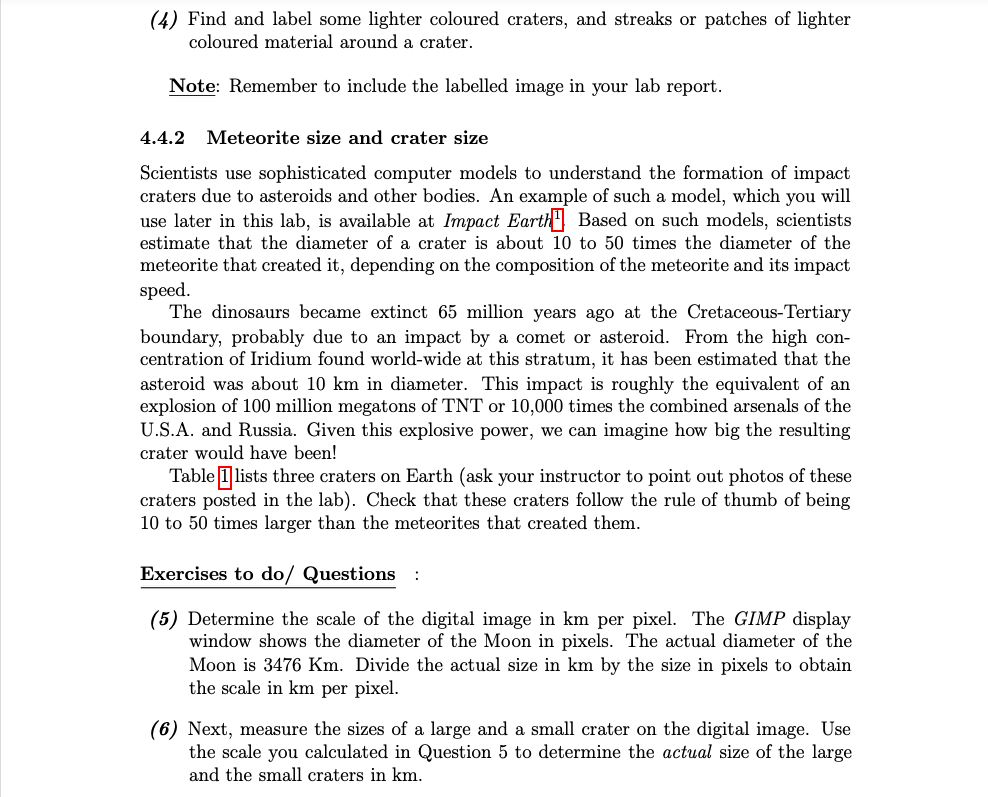 (4) Find and label some lighter coloured craters, and streaks or patches of lighter
coloured material around a crater.
Note: Remember to include the labelled image in your lab report.
4.4.2 Meteorite size and crater size
Scientists use sophisticated computer models to understand the formation of impact
craters due to asteroids and other bodies. An example of such a model, which you will
use later in this lab, is available at Impact Earth1. Based on such models, scientists
estimate that the diameter of a crater is about 10 to 50 times the diameter of the
meteorite that created it, depending on the composition of the meteorite and its impact
speed.
The dinosaurs became extinct 65 million years ago at the Cretaceous-Tertiary
boundary, probably due to an impact by a comet or asteroid. From the high con-
centration of Iridium found world-wide at this stratum, it has been estimated that the
asteroid was about 10 km in diameter. This impact is roughly the equivalent of an
explosion of 100 million megatons of TNT or 10,000 times the combined arsenals of the
U.S.A. and Russia. Given this explosive power, we can imagine how big the resulting
crater would have been!
Table 1 lists three craters on Earth (ask your instructor to point out photos of these
craters posted in the lab). Check that these craters follow the rule of thumb of being
10 to 50 times larger than the meteorites that created them.
Exercises to do/ Questions :
(5) Determine the scale of the digital image in km per pixel. The GIMP display
window shows the diameter of the Moon in pixels. The actual diameter of the
Moon is 3476 Km. Divide the actual size in km by the size in pixels to obtain
the scale in km per pixel.
(6) Next, measure the sizes of a large and a small crater on the digital image. Use
the scale you calculated in Question 5 to determine the actual size of the large
and the small craters in km.